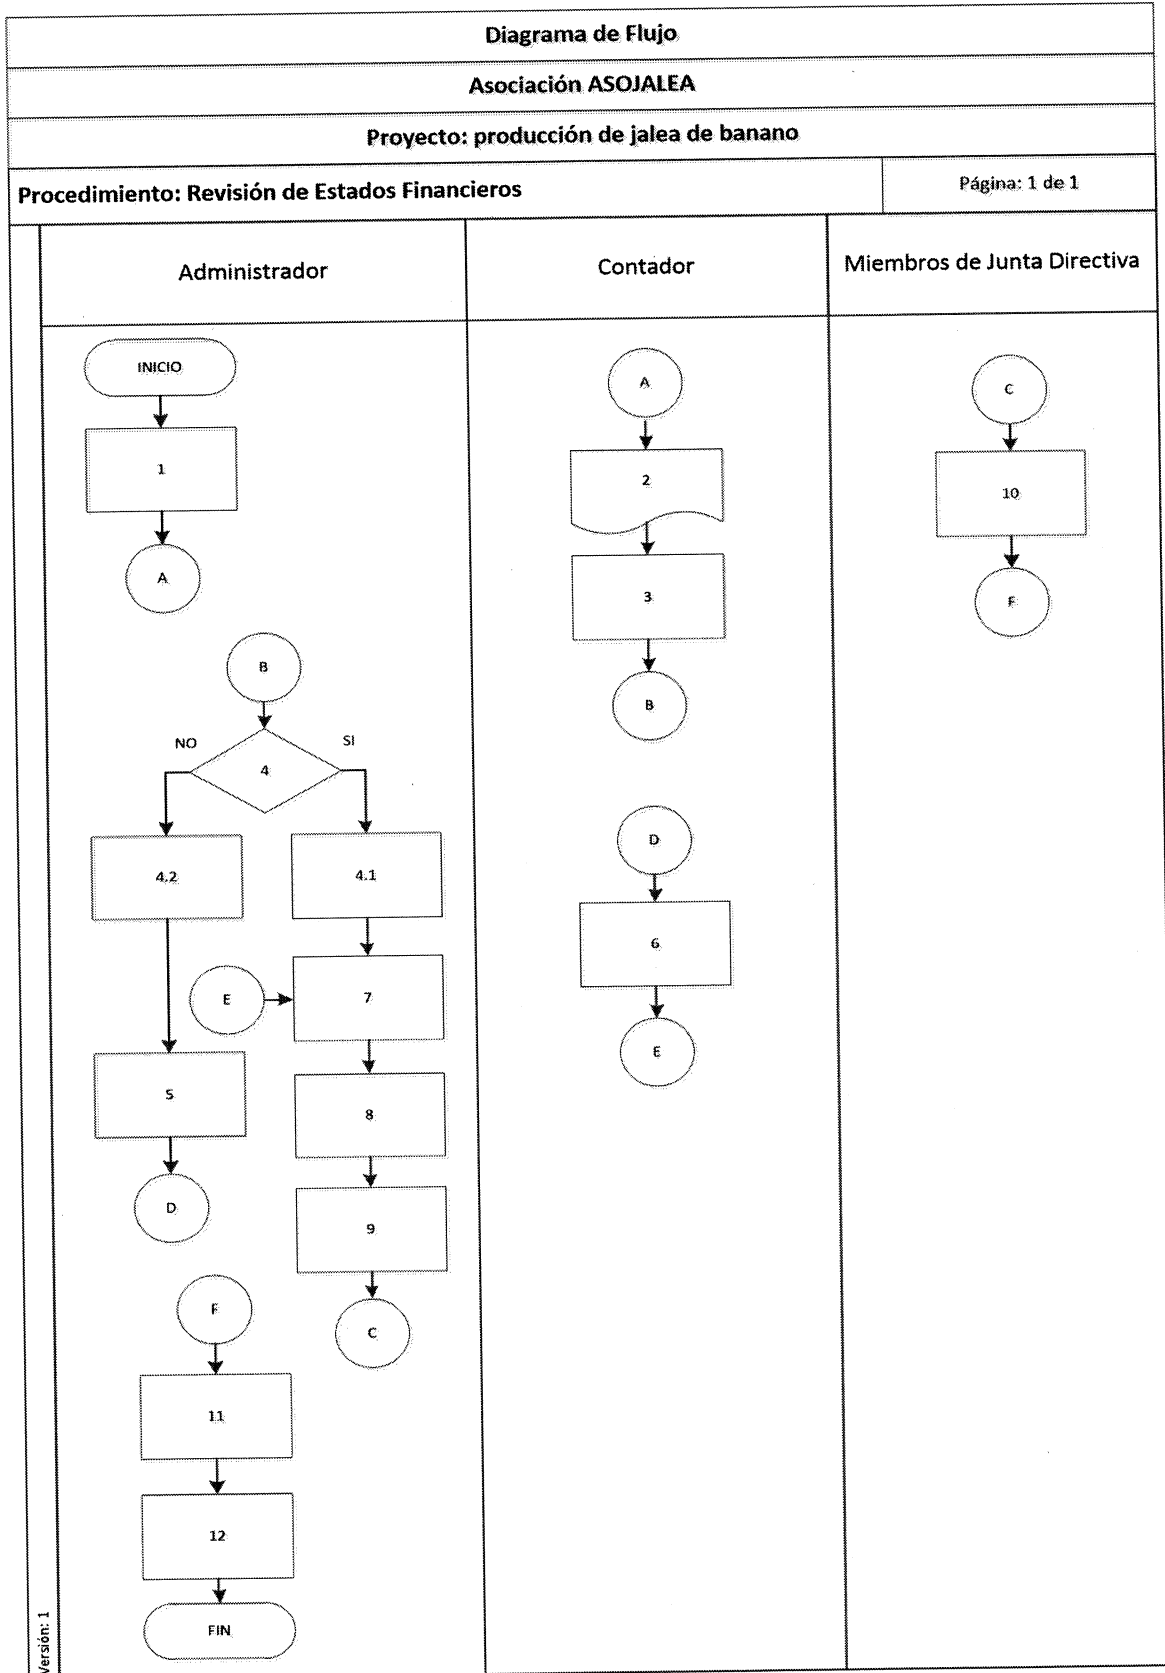 Diagrama de Flujo
Asociación ASOJALEA
Proyecto: producción de jalea de banano
Procedimiento: Revisión de Estados Financieros
Página: 1 de 1
Administrador
Contador
Miembros de Junta Directiva
INICIO
1
A
B
NO
SI
4
4.2
4.1
E
7
5
8
D
9
F
C
11
12
FIN
A
2
3
B
D
6
E
C
10
F
Versión: 1